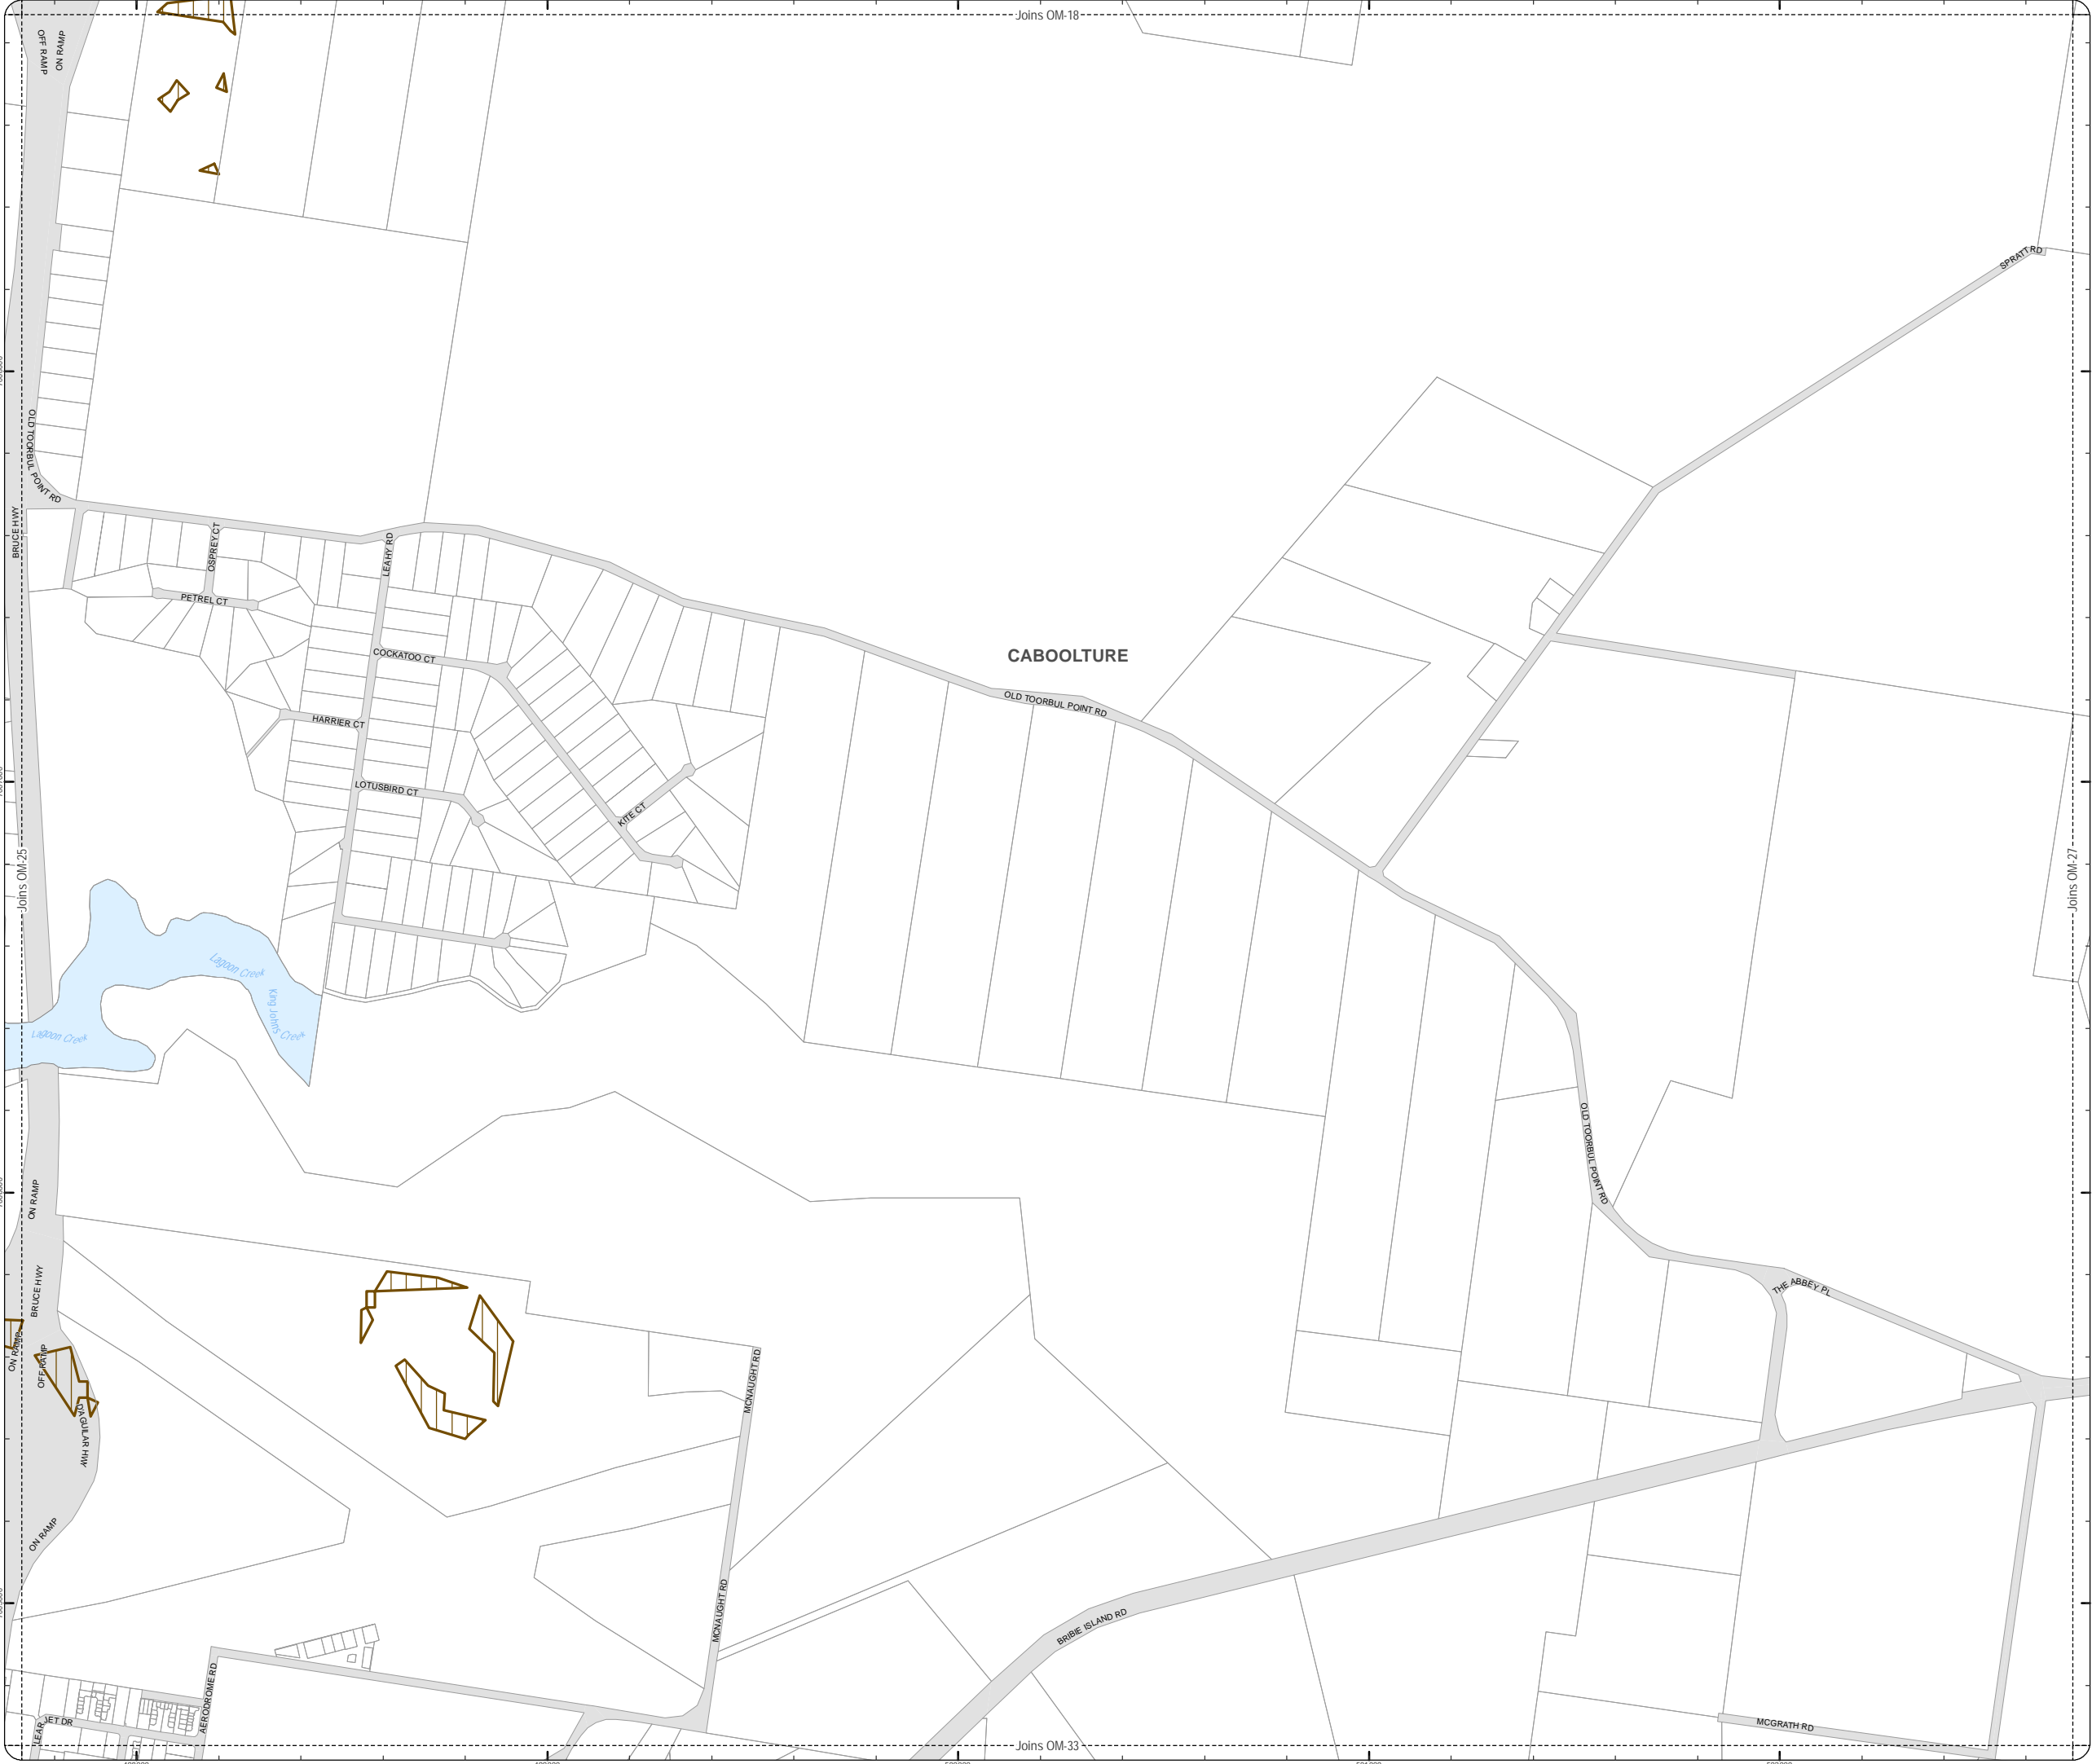 Joins OM-18
OFF RAMP
ON RAMP
SPRATT RD
OLD TOORBUL POINT RD
BRUCE HWY
OSPREY CT
LEAHY RD
PETREL CT
COCKATOO CT
CABOOLTURE
OLD TOORBUL POINT RD
HARRIER CT
LOTUSBIRD CT
KITE CT
Joins OM-25
Joins OM-27
Lagoon Creek
King Johns Creek
Lagoon Creek
OLD TOORBUL POINT RD
ON RAMP
BRUCE HWY
THE ABBEY PL
ON RAMP
OFF RAMP
MCNAUGHT RD
D'AGUILAR HWY
ON RAMP
MCNAUGHT RD
BRIBIE ISLAND RD
AERODROME RD
LEAR
JET DR
MCGRATH RD
Joins OM-33